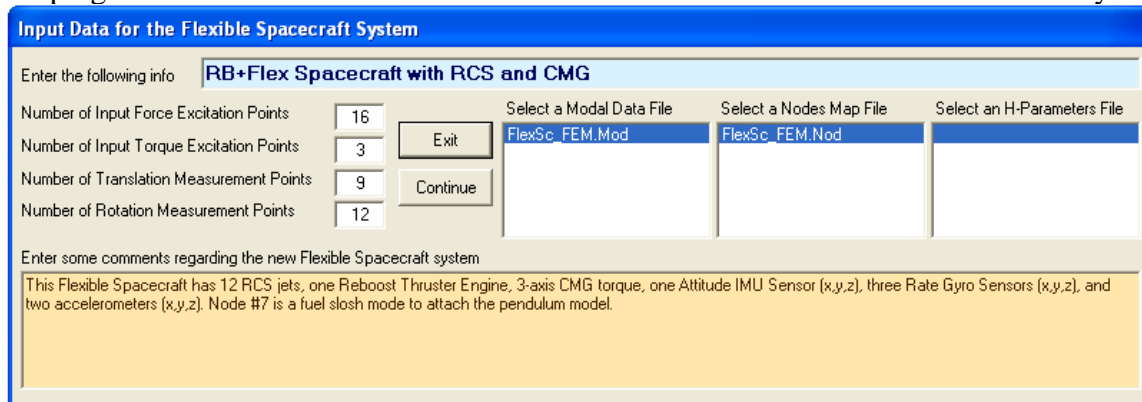 Input Data for the Flexible Spacecraft System
Enter the following info RB+Flex Spacecraft with RCS and CMG
Number of Input Force Excitation Points 16
Number of Input Torque Excitation Points 3
Number of Translation Measurement Points 9
Number of Rotation Measurement Points 12
Exit
Continue
Select a Modal Data File
FlexSc_FEM.Mod
Select a Nodes Map File
FlexSc_FEM.Nod
Select an H-Parameters File
Enter some comments regarding the new Flexible Spacecraft system
This Flexible Spacecraft has 12 RCS jets, one Reboost Thruster Engine, 3-axis CMG torque, one Attitude IMU Sensor (x,y,z), three Rate Gyro Sensors (x,y,z), and
two accelerometers (x,y,z). Node #7 is a fuel slosh mode to attach the pendulum model.